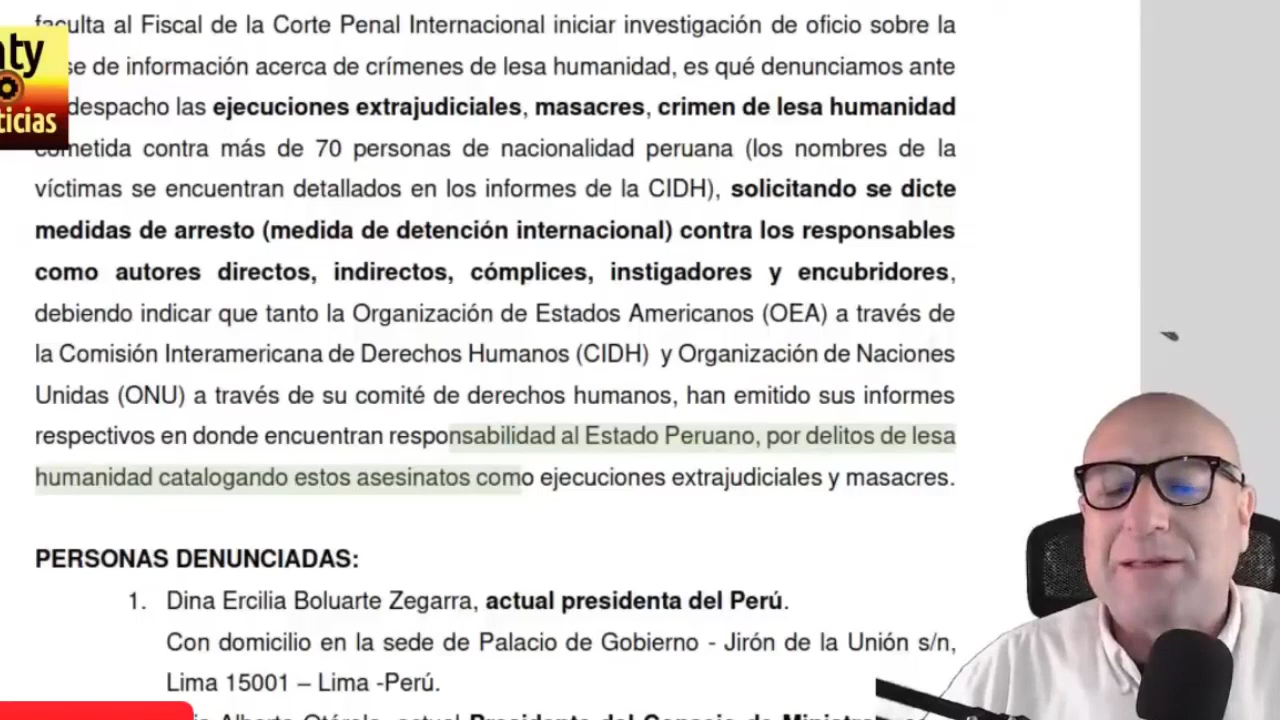 faculta al Fiscal de la Corte Penal Internacional iniciar investigación de oficio sobre la
se de información acerca de crímenes de lesa humanidad, es qué denunciamos ante
despacho las ejecuciones extrajudiciales, masacres, crimen de lesa humanidad
cometida contra más de 70 personas de nacionalidad peruana (los nombres de la
víctimas se encuentran detallados en los informes de la CIDH), solicitando se dicte
medidas de arresto (medida de detención internacional) contra los responsables
como autores directos, indirectos, cómplices, instigadores y encubridores,
debiendo indicar que tanto la Organización de Estados Americanos (OEA) a través de
la Comisión Interamericana de Derechos Humanos (CIDH) y Organización de Naciones
Unidas (ONU) a través de su comité de derechos humanos, han emitido sus informes
respectivos en donde encuentran responsabilidad al Estado Peruano, por delitos de lesa
humanidad catalogando estos asesinatos como ejecuciones extrajudiciales y masacres.
PERSONAS DENUNCIADAS:
1. Dina Ercilia Boluarte Zegarra, actual presidenta del Perú.
Con domicilio en la sede de Palacio de Gobierno - Jirón de la Unión s/n,
Lima 15001 – Lima -Perú.
Alberto Otárola, actual Presidente del Consejo de